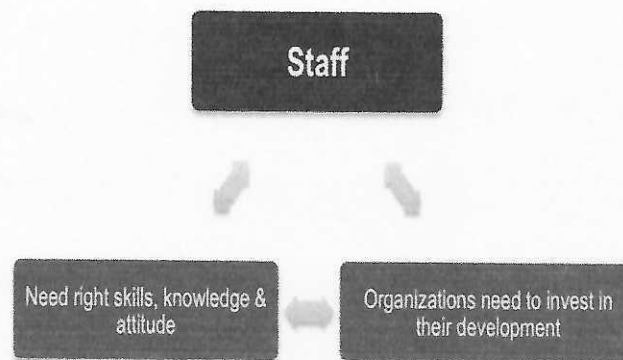 Staff
Need right skills, knowledge &
attitude
Organizations need to invest in
their development